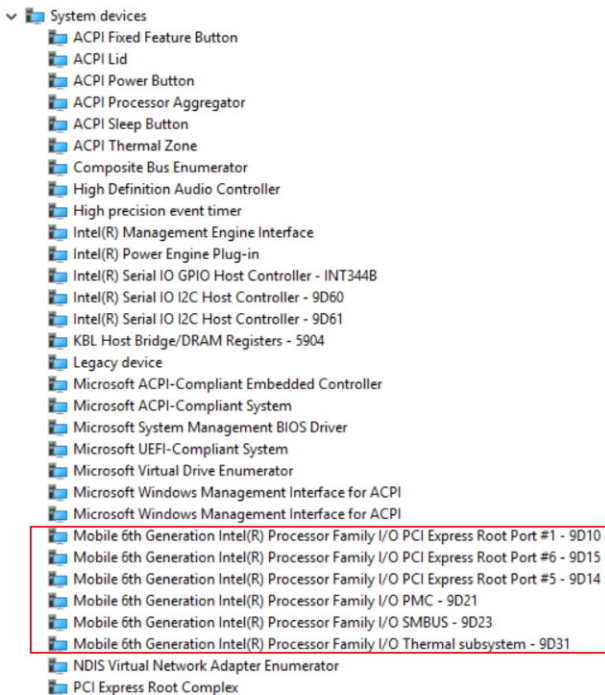 System devices
ACPI Fixed Feature Button
ACPI Lid
ACPI Power Button
ACPI Processor Aggregator
ACPI Sleep Button
ACPI Thermal Zone
Composite Bus Enumerator
High Definition Audio Controller
High precision event timer
Intel(R) Management Engine Interface
Intel(R) Power Engine Plug-in
Intel(R) Serial IO GPIO Host Controller - INT344B
Intel(R) Serial IO I2C Host Controller - 9D60
Intel(R) Serial IO I2C Host Controller - 9D61
KBL Host Bridge/DRAM Registers - 5904
Legacy device
Microsoft ACPI-Compliant Embedded Controller
Microsoft ACPI-Compliant System
Microsoft System Management BIOS Driver
Microsoft UEFI-Compliant System
Microsoft Virtual Drive Enumerator
Microsoft Windows Management Interface for ACPI
Microsoft Windows Management Interface for ACPI
Mobile 6th Generation Intel(R) Processor Family I/O PCI Express Root Port #1 - 9D10
Mobile 6th Generation Intel(R) Processor Family I/O PCI Express Root Port #6 - 9D15
Mobile 6th Generation Intel(R) Processor Family I/O PCI Express Root Port #5 - 9D14
Mobile 6th Generation Intel(R) Processor Family I/O PMC - 9D21
Mobile 6th Generation Intel(R) Processor Family I/O SMBUS - 9D23
Mobile 6th Generation Intel(R) Processor Family I/O Thermal subsystem - 9D31
NDIS Virtual Network Adapter Enumerator
PCI Express Root Complex